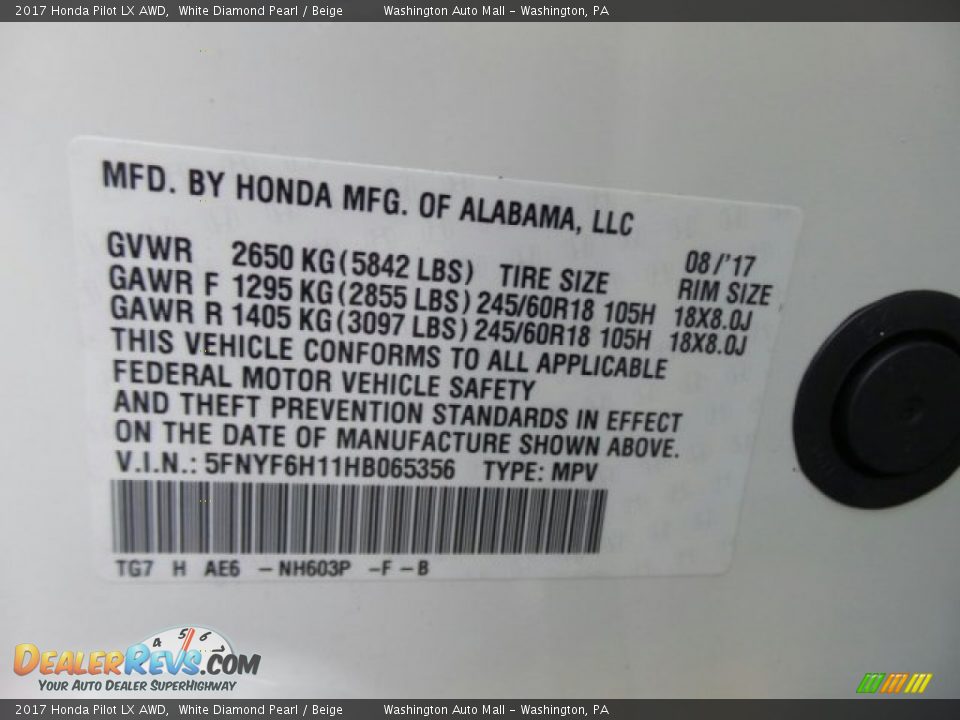 2017 Honda Pilot LX AWD, White Diamond Pearl / Beige Washington Auto Mall - Washington, PA
MFD. BY HONDA MFG. OF ALABAMA, LLC
08/'17
GVWR 2650 KG(5842 LBS) TIRE SIZE RIM SIZE
GAWR F 1295 KG(2855 LBS) 245/60R18 105H 18X8.0J
GAWR R 1405 KG(3097 LBS) 245/60R18 105H 18X8.0J
THIS VEHICLE CONFORMS TO ALL APPLICABLE
FEDERAL MOTOR VEHICLE SAFETY
AND THEFT PREVENTION STANDARDS IN EFFECT
ON THE DATE OF MANUFACTURE SHOWN ABOVE.
V.I.N.: 5FNYF6H11HB065356 TYPE: MPV
TG7 H AE6 -NH603P -F-B
4 5 6 7
DEALERREVS.COM
YOUR AUTO DEALER SUPERHIGHWAY
2017 Honda Pilot LX AWD, White Diamond Pearl / Beige Washington Auto Mall - Washington, PA